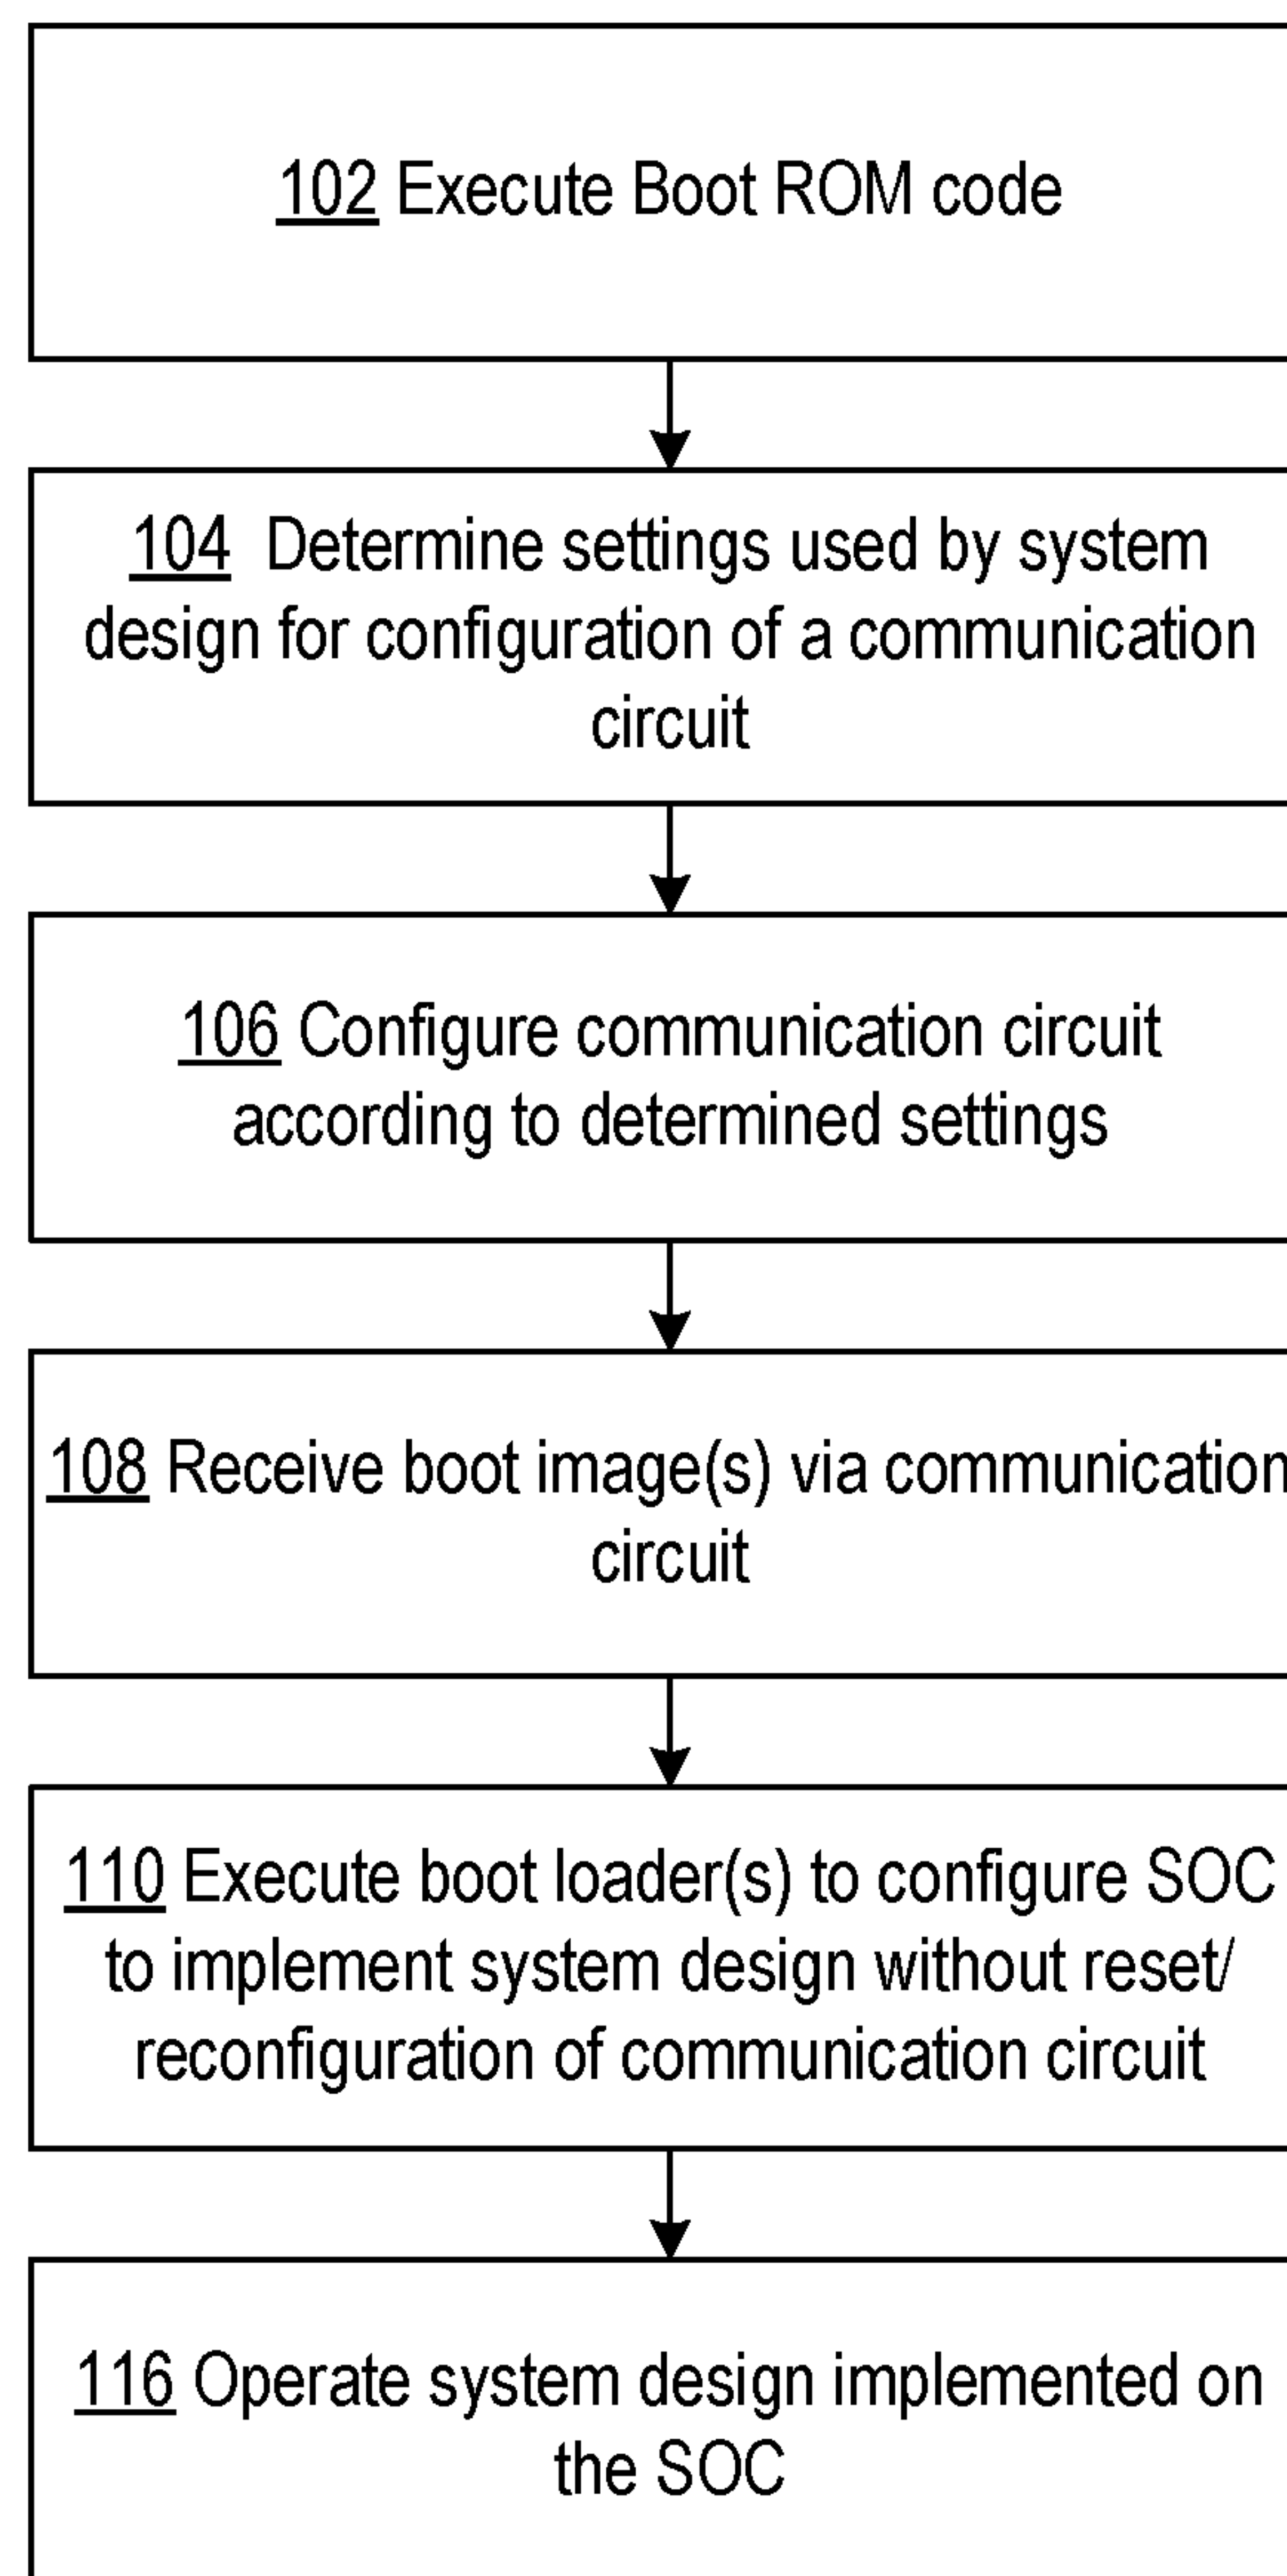 102 Execute Boot ROM code
104 Determine settings used by system
design for configuration of a communication
circuit
106 Configure communication circuit
according to determined settings
108 Receive boot image(s) via communication
circuit
110 Execute boot loader(s) to configure SOC
to implement system design without reset/
reconfiguration of communication circuit
116 Operate system design implemented on
the SOC